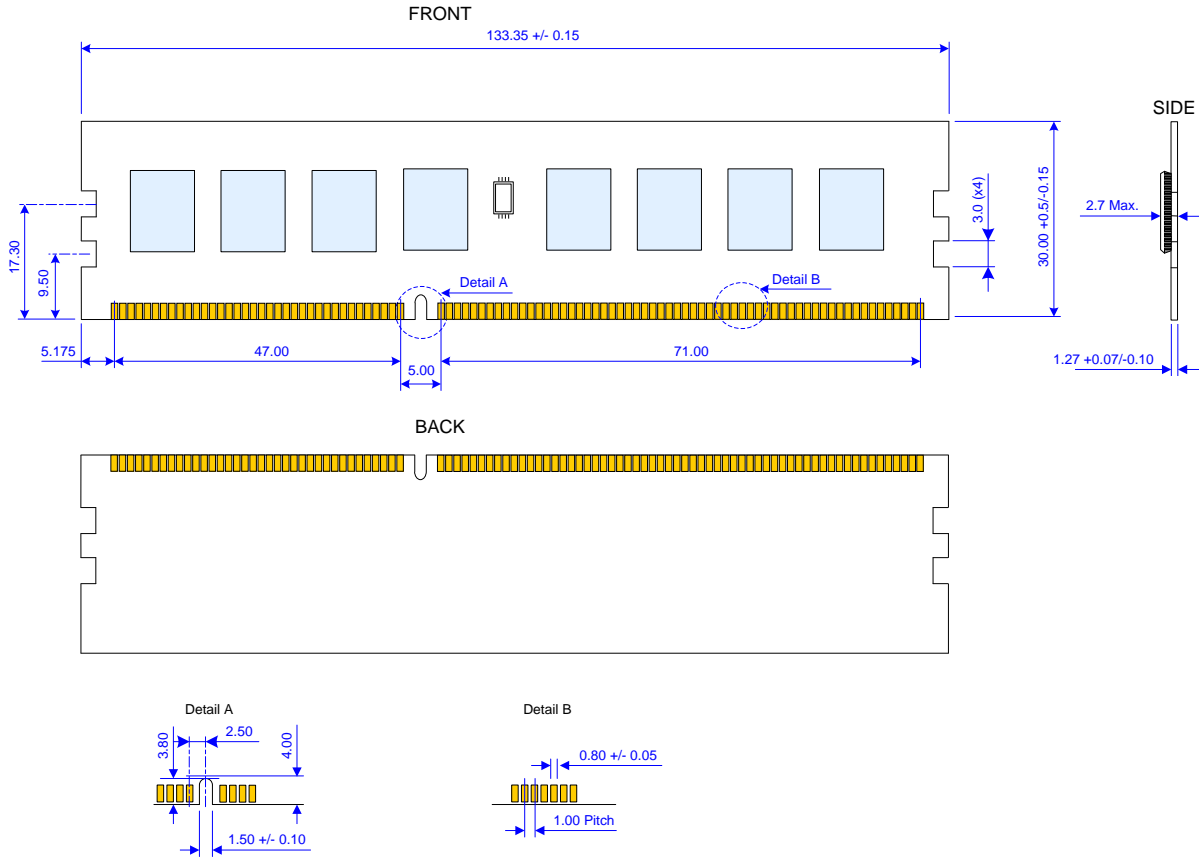 FRONT
133.35 +/- 0.15
SIDE
17.30
9.50
3.0 (x4)
30.00 +0.5/-0.15
2.7 Max.
Detail A
Detail B
5.175
47.00
5.00
71.00
1.27 +0.07/-0.10
BACK
Detail A
3.80
2.50
4.00
1.50 +/- 0.10
Detail B
0.80 +/- 0.05
1.00 Pitch